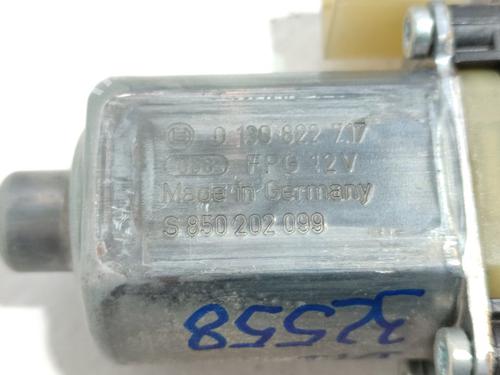 0 130 822 717
FPG 12V
Made in Germany
S 850 202 099
32558